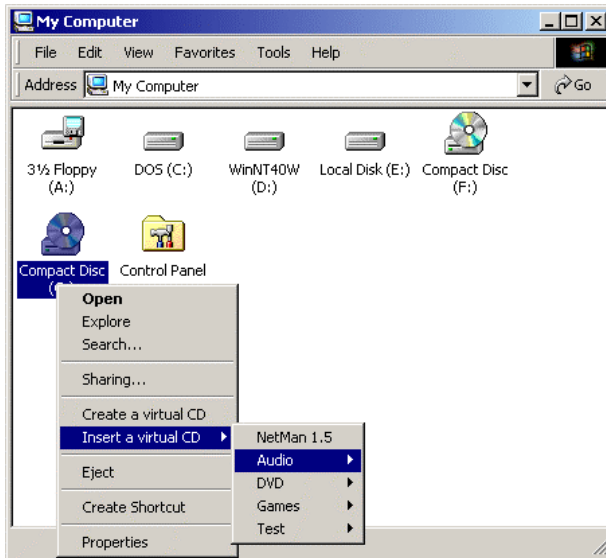 My Computer
File Edit View Favorites Tools Help
Address My Computer Go
3½ Floppy (A:)
DOS (C:)
WinNT40W (D:)
Local Disk (E:)
Compact Disc (F:)
Compact Disc
Control Panel
Open
Explore
Search...
Sharing...
Create a virtual CD
Insert a virtual CD
Eject
Create Shortcut
Properties
NetMan 1.5
Audio
DVD
Games
Test